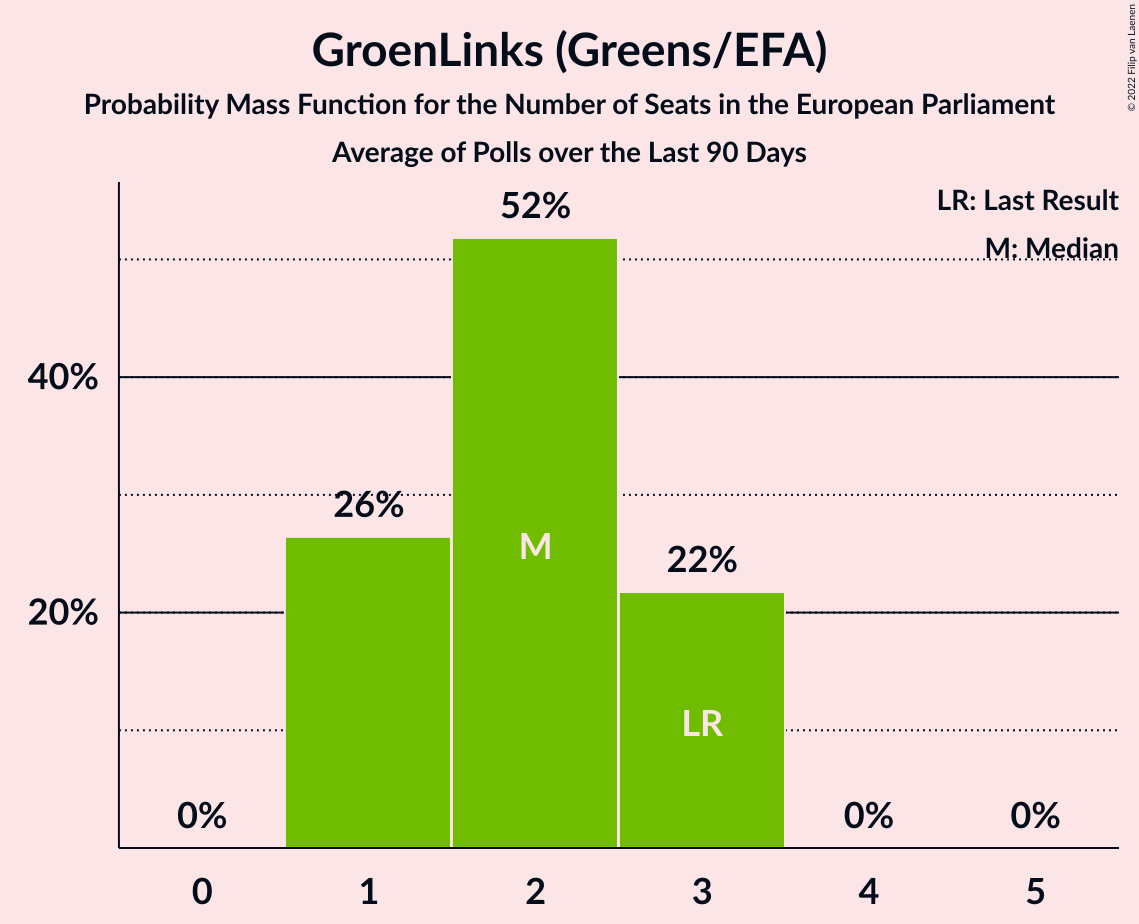 GroenLinks (Greens/EFA)
Probability Mass Function for the Number of Seats in the European Parliament
Average of Polls over the Last 90 Days
© 2022 Filip van Laenen
LR: Last Result
M: Median
52%
40%
26%
M
22%
20%
LR
0%
0%
0%
0 1 2 3 4 5